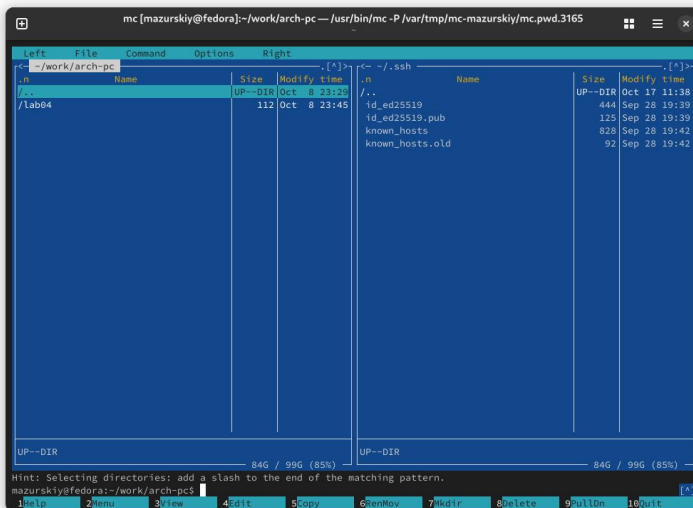 mc [mazurskiy@fedora]:~/work/arch-pc — /usr/bin/mc -P /var/tmp/mc-mazurskiy/mc.pwd.3165
~
Left File Command Options Right
<- ~/work/arch-pc .[^]>
.n Name Size Modify time
/.. UP--DIR Oct 8 23:29
/lab04 112 Oct 8 23:45
UP--DIR
84G / 99G (85%)
<- ~/.ssh .[^]>
.n Name Size Modify time
/.. UP--DIR Oct 17 11:38
id_ed25519 444 Sep 28 19:39
id_ed25519.pub 125 Sep 28 19:39
known_hosts 828 Sep 28 19:42
known_hosts.old 92 Sep 28 19:42
UP--DIR
84G / 99G (85%)
Hint: Selecting directories: add a slash to the end of the matching pattern.
mazurskiy@fedora:~/work/arch-pc$ [^]
1Help 2Menu 3View 4Edit 5Copy 6RenMov 7Mkdir 8Delete 9PullDn 10Quit